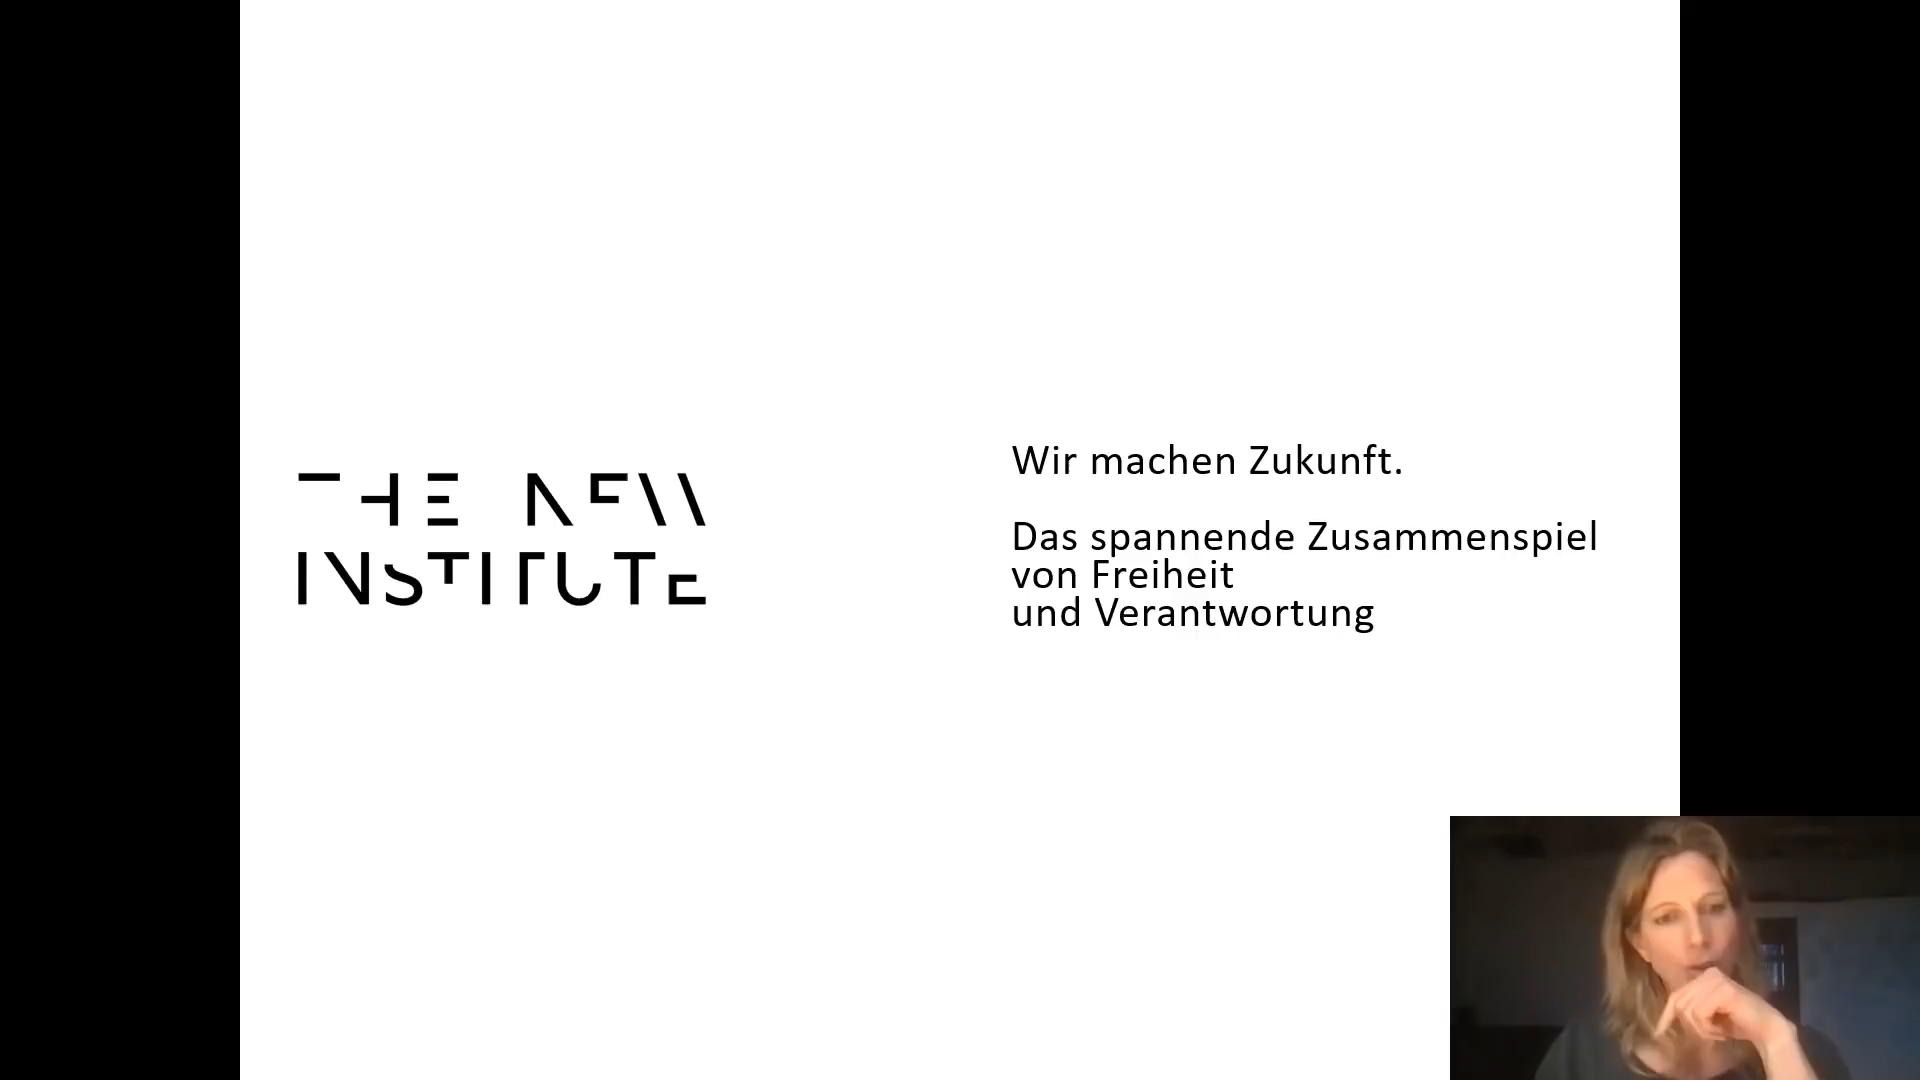 THE NEW
INSTITUTE
Wir machen Zukunft.
Das spannende Zusammenspiel
von Freiheit
und Verantwortung